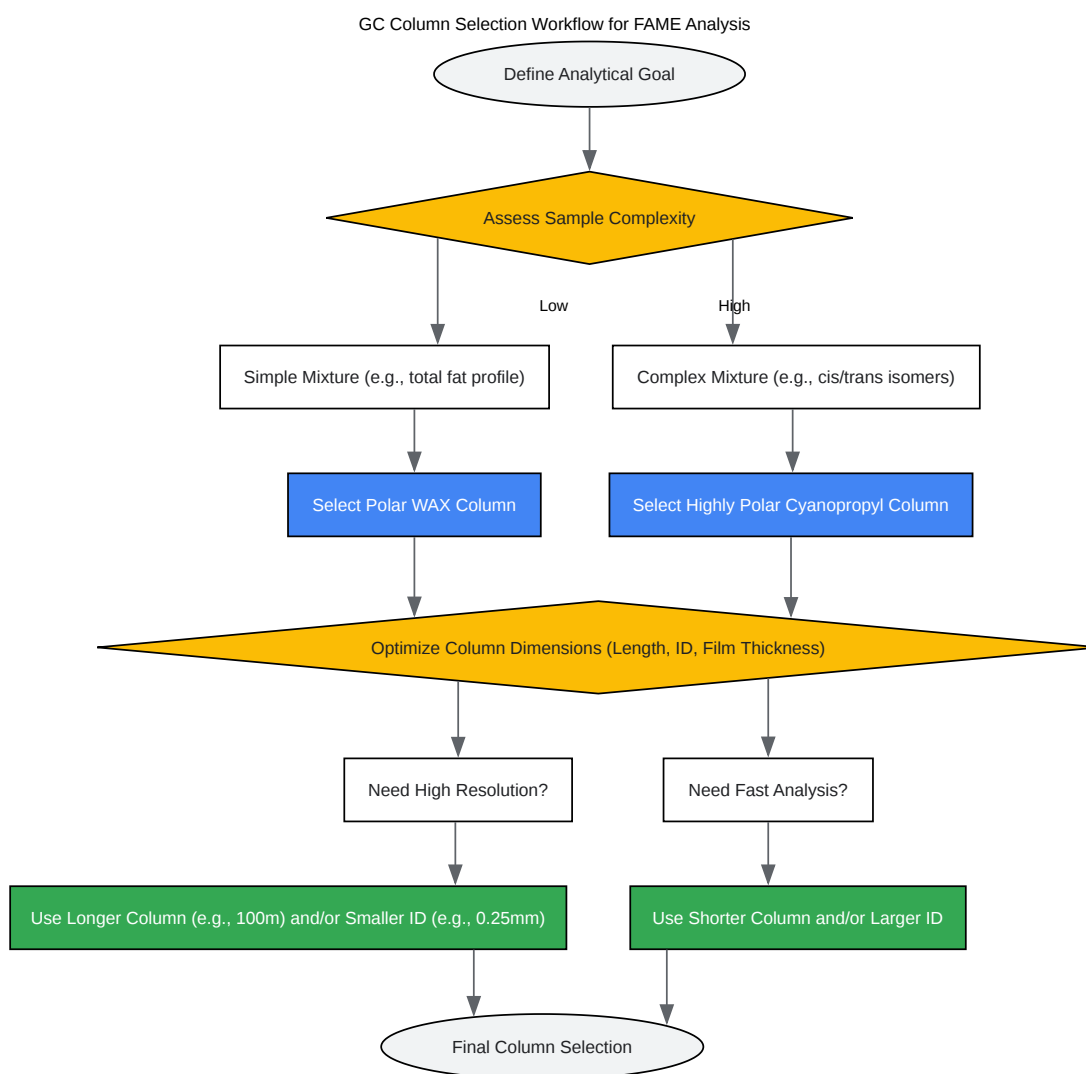 GC Column Selection Workflow for FAME Analysis
Define Analytical Goal
Assess Sample Complexity
Low
High
Simple Mixture (e.g., total fat profile)
Complex Mixture (e.g., cis/trans isomers)
Select Polar WAX Column
Select Highly Polar Cyanopropyl Column
Optimize Column Dimensions (Length, ID, Film Thickness)
Need High Resolution?
Need Fast Analysis?
Use Longer Column (e.g., 100m) and/or Smaller ID (e.g., 0.25mm)
Use Shorter Column and/or Larger ID
Final Column Selection